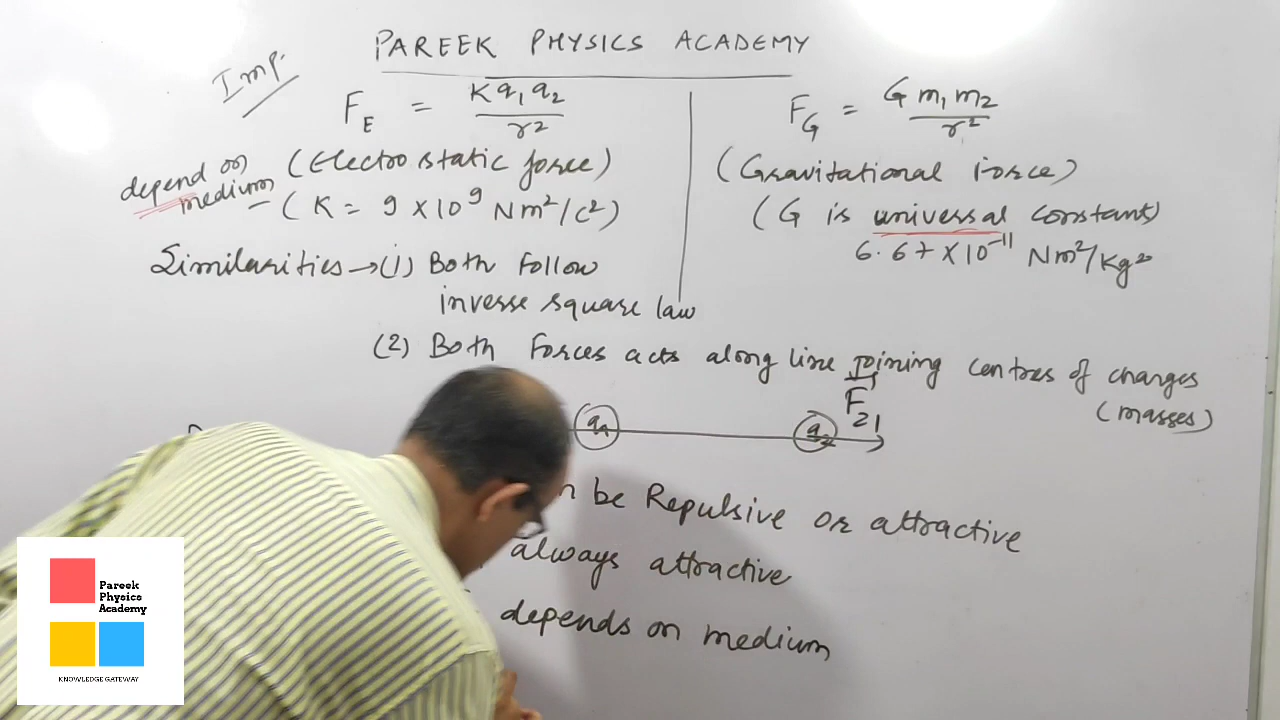 PAREEK PHYSICS ACADEMY
Imp.
F_E = Kq₁q₂/r²
F_G = Gm₁m₂/r²
depend on medium
(Electrostatic force)
(Gravitational Force)
(K = 9 × 10⁹ Nm²/c²)
(G is universal constant)
6.67 × 10⁻¹¹ Nm²/Kg²
Similarities → (1) Both follow
inverse square law
(2) Both Forces acts along line joining centres of charges
(masses)
q₁
q₂
F₂₁
be Repulsive or attractive
always attractive
depends on medium
Pareek
Physics
Academy
KNOWLEDGE GATEWAY